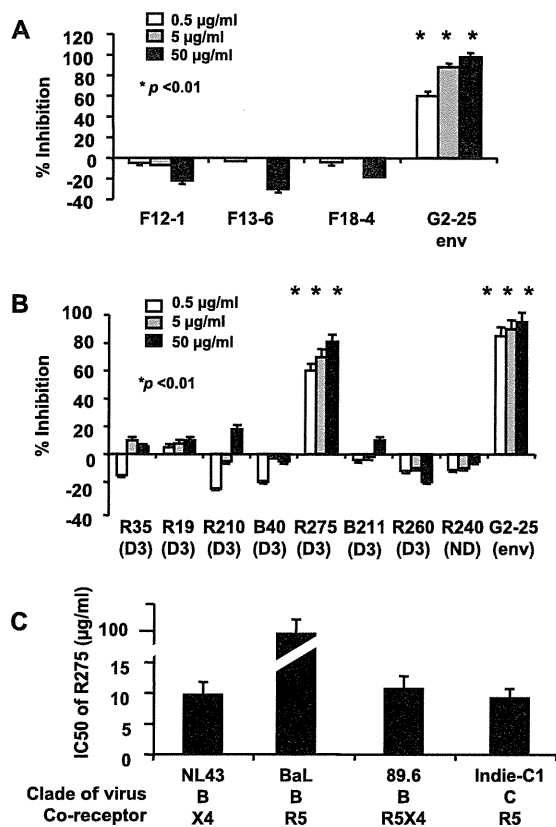 A
0.5 µg/ml
5 µg/ml
50 µg/ml
* p <0.01
* * *
% Inhibition
120
100
80
60
40
20
0
-20
-40
F12-1 F13-6 F18-4 G2-25
env
B
0.5 µg/ml
5 µg/ml
50 µg/ml
*p <0.01
* * * * * *
% Inhibition
100
80
60
40
20
0
-20
-40
R35 R19 R210 B40 R275 B211 R260 R240 G2-25
(D3) (D3) (D3) (D3) (D3) (D3) (D3) (ND) (env)
C
IC50 of R275 (µg/ml)
100
15
10
5
0
NL43 BaL 89.6 Indie-C1
Clade of virus B B B C
Co-receptor X4 R5 R5X4 R5